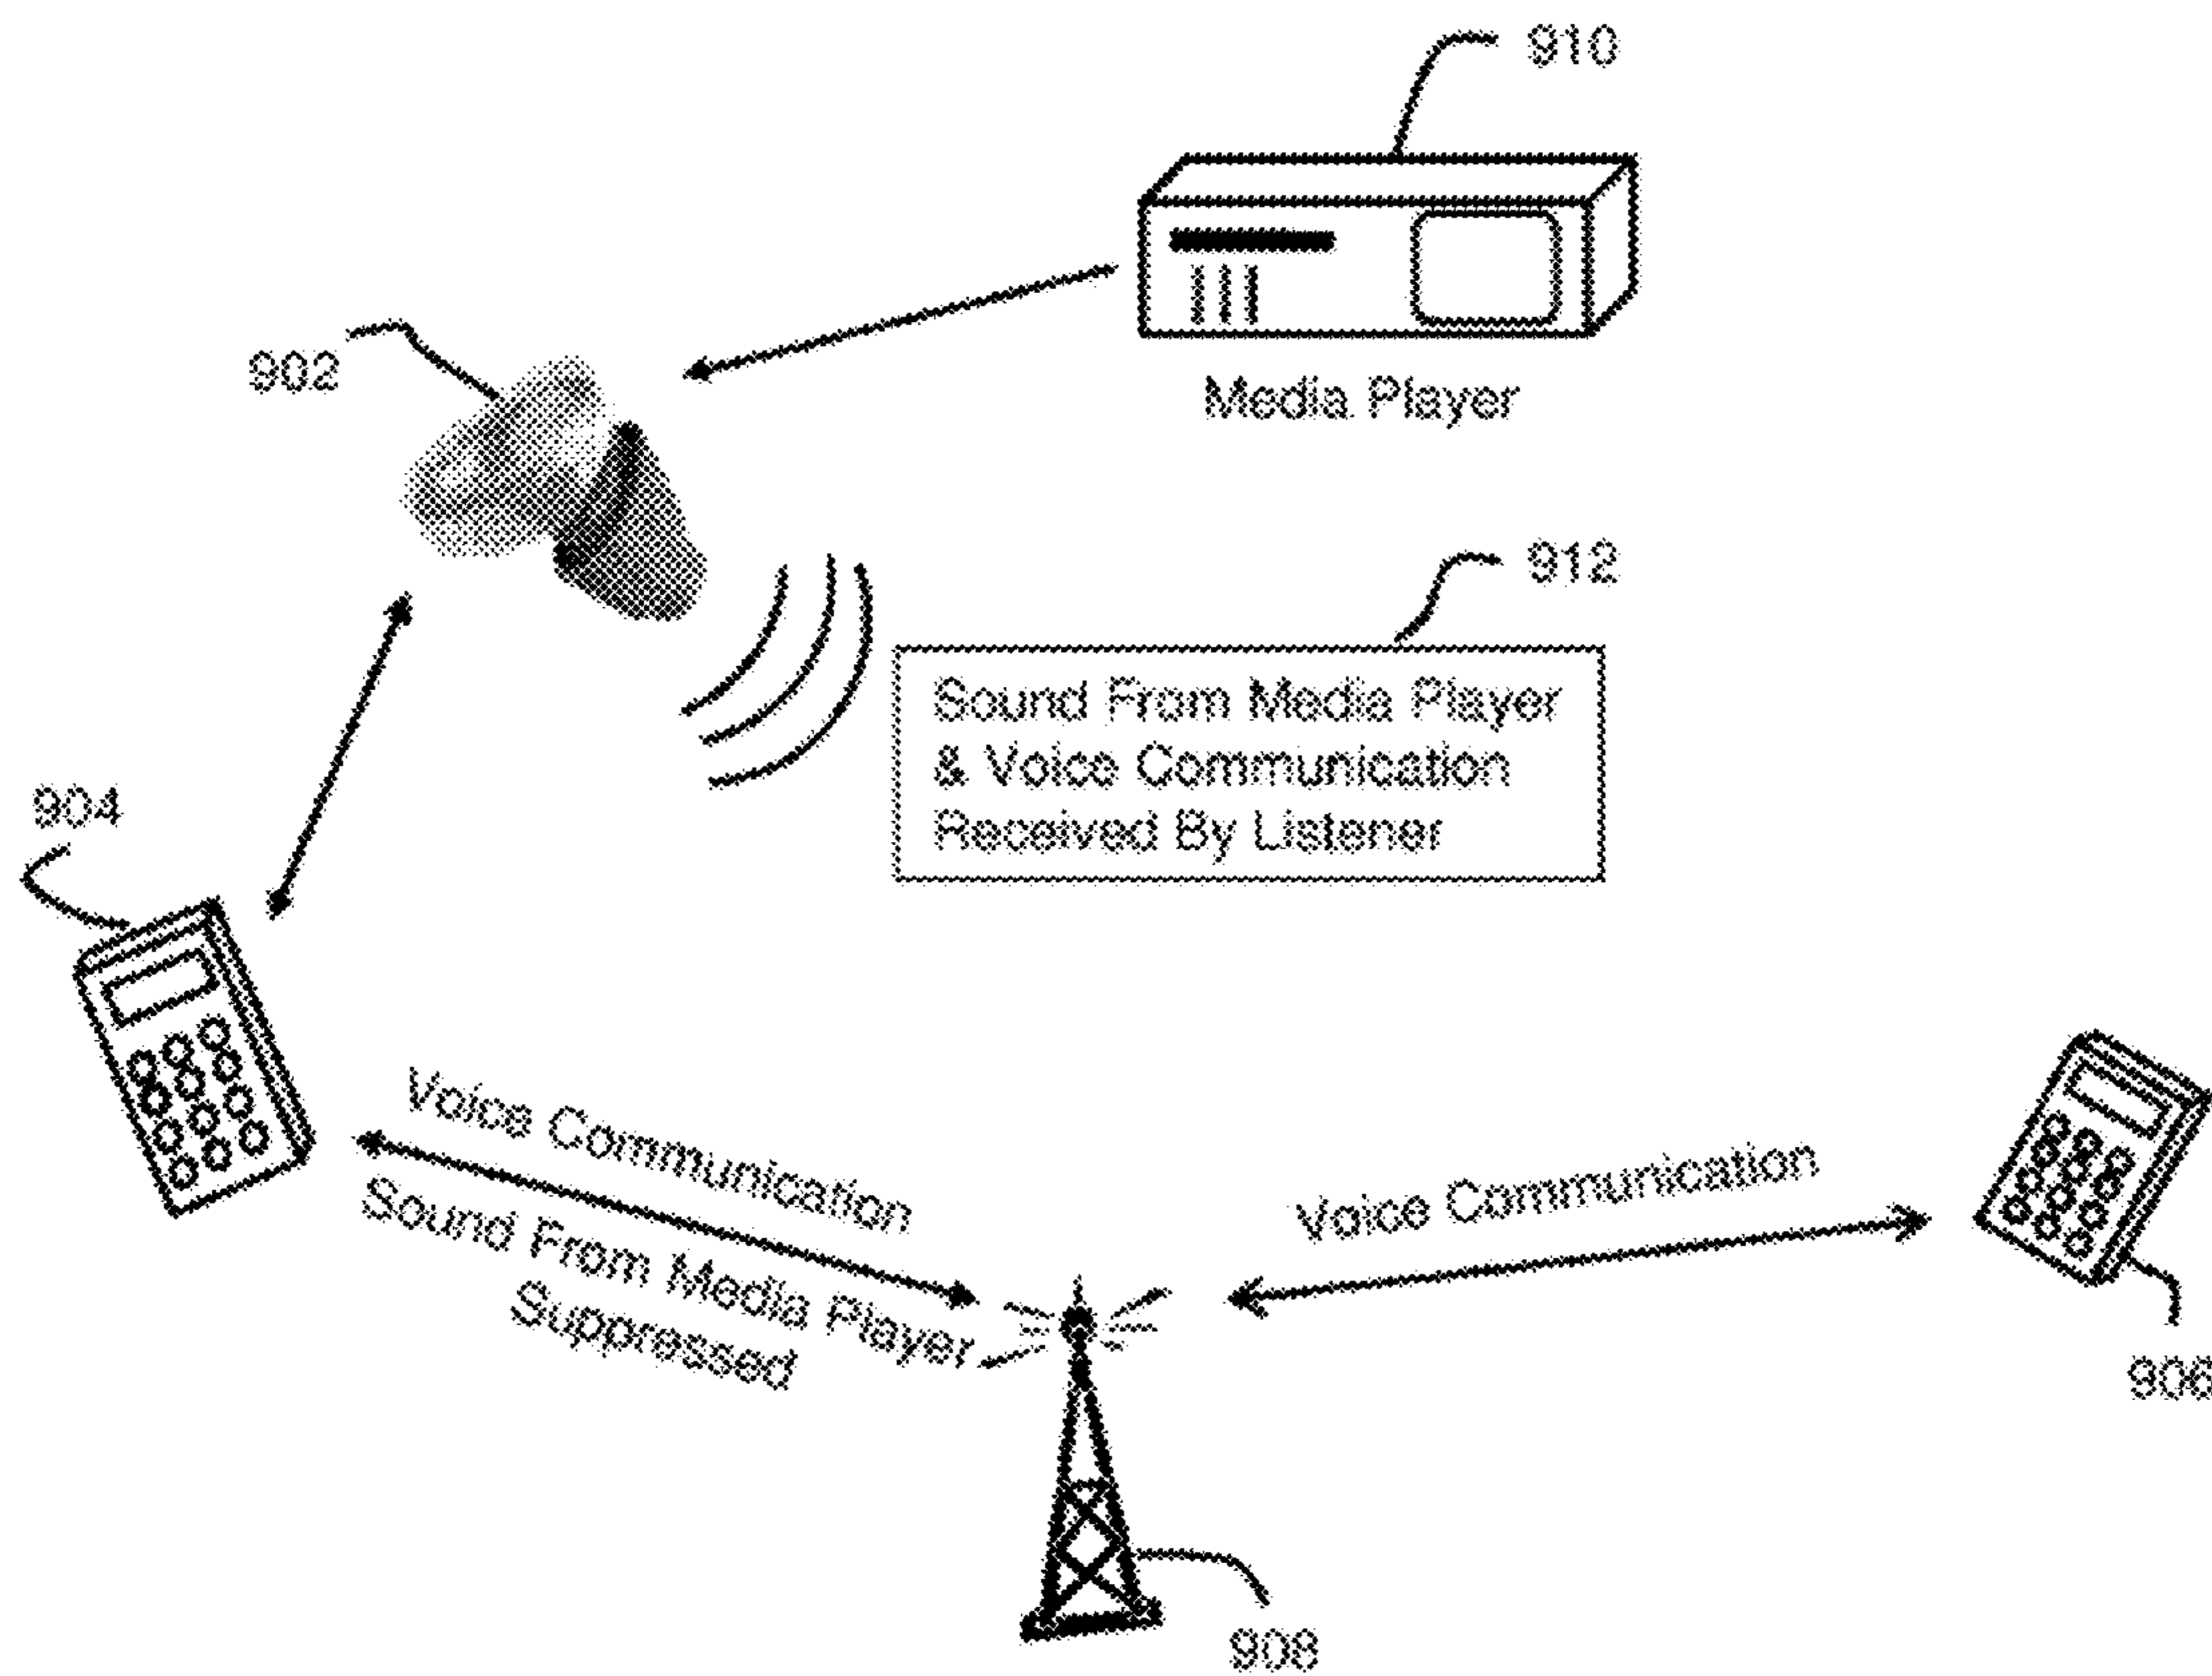 910
902
Media Player
912
Sound From Media Player
& Voice Communication
Received By Listener
904
Voice Communication
Sound From Media Player
Suppressed
Voice Communication
906
908